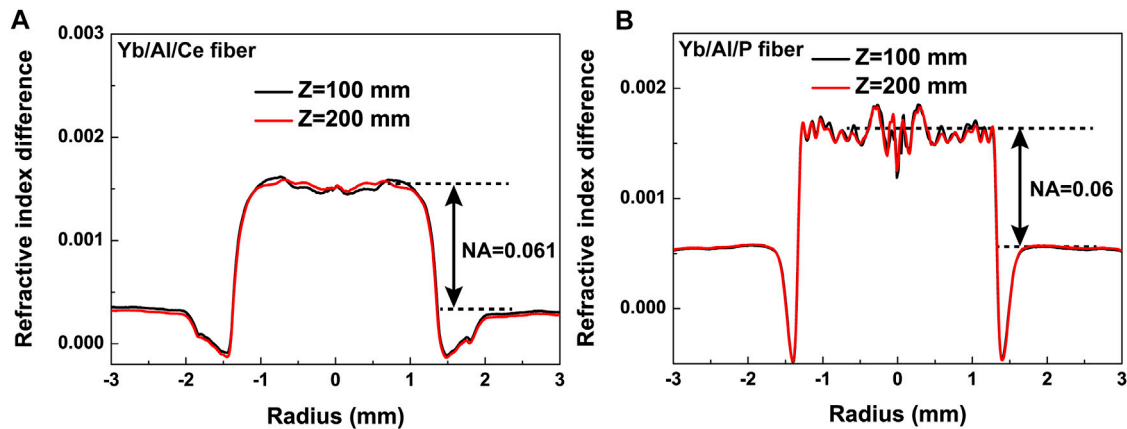 A
Yb/Al/Ce fiber
Z=100 mm
Z=200 mm
NA=0.061
Refractive index difference
0.003
0.002
0.001
0.000
-3
-2
-1
0
1
2
3
Radius (mm)
B
Yb/Al/P fiber
Z=100 mm
Z=200 mm
NA=0.06
Refractive index difference
0.002
0.001
0.000
-3
-2
-1
0
1
2
3
Radius (mm)